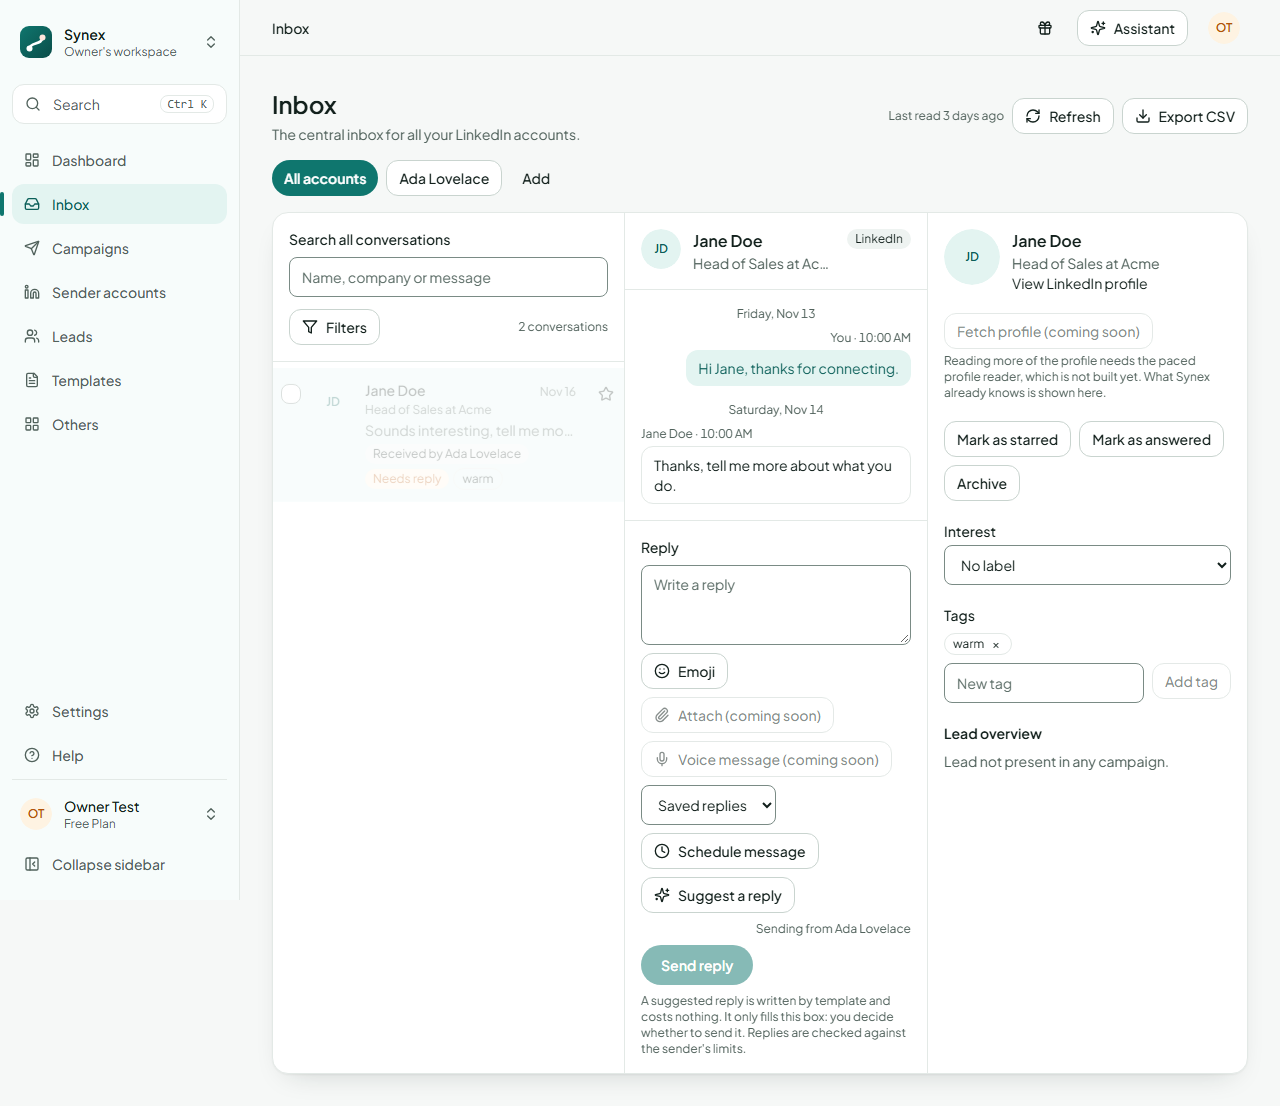 Synex
Owner's workspace
Search
Ctrl K
Dashboard
Inbox
Campaigns
Sender accounts
Leads
Templates
Others
Settings
Help
OT
Owner Test
Free Plan
Collapse sidebar
Inbox
Assistant
OT
Inbox
The central inbox for all your LinkedIn accounts.
Last read 3 days ago
Refresh
Export CSV
All accounts
Ada Lovelace
Add
Search all conversations
Name, company or message
Filters
2 conversations
JD
Jane Doe
Nov 16
Head of Sales at Acme
Sounds interesting, tell me mo...
Received by Ada Lovelace
Needs reply
warm
JD
Jane Doe
LinkedIn
Head of Sales at Ac...
Friday, Nov 13
You · 10:00 AM
Hi Jane, thanks for connecting.
Saturday, Nov 14
Jane Doe · 10:00 AM
Thanks, tell me more about what you
do.
Reply
Write a reply
Emoji
Attach (coming soon)
Voice message (coming soon)
Saved replies
Schedule message
Suggest a reply
Sending from Ada Lovelace
Send reply
A suggested reply is written by template and
costs nothing. It only fills this box: you decide
whether to send it. Replies are checked against
the sender's limits.
JD
Jane Doe
Head of Sales at Acme
View LinkedIn profile
Fetch profile (coming soon)
Reading more of the profile needs the paced
profile reader, which is not built yet. What Synex
already knows is shown here.
Mark as starred
Mark as answered
Archive
Interest
No label
Tags
warm ×
New tag
Add tag
Lead overview
Lead not present in any campaign.